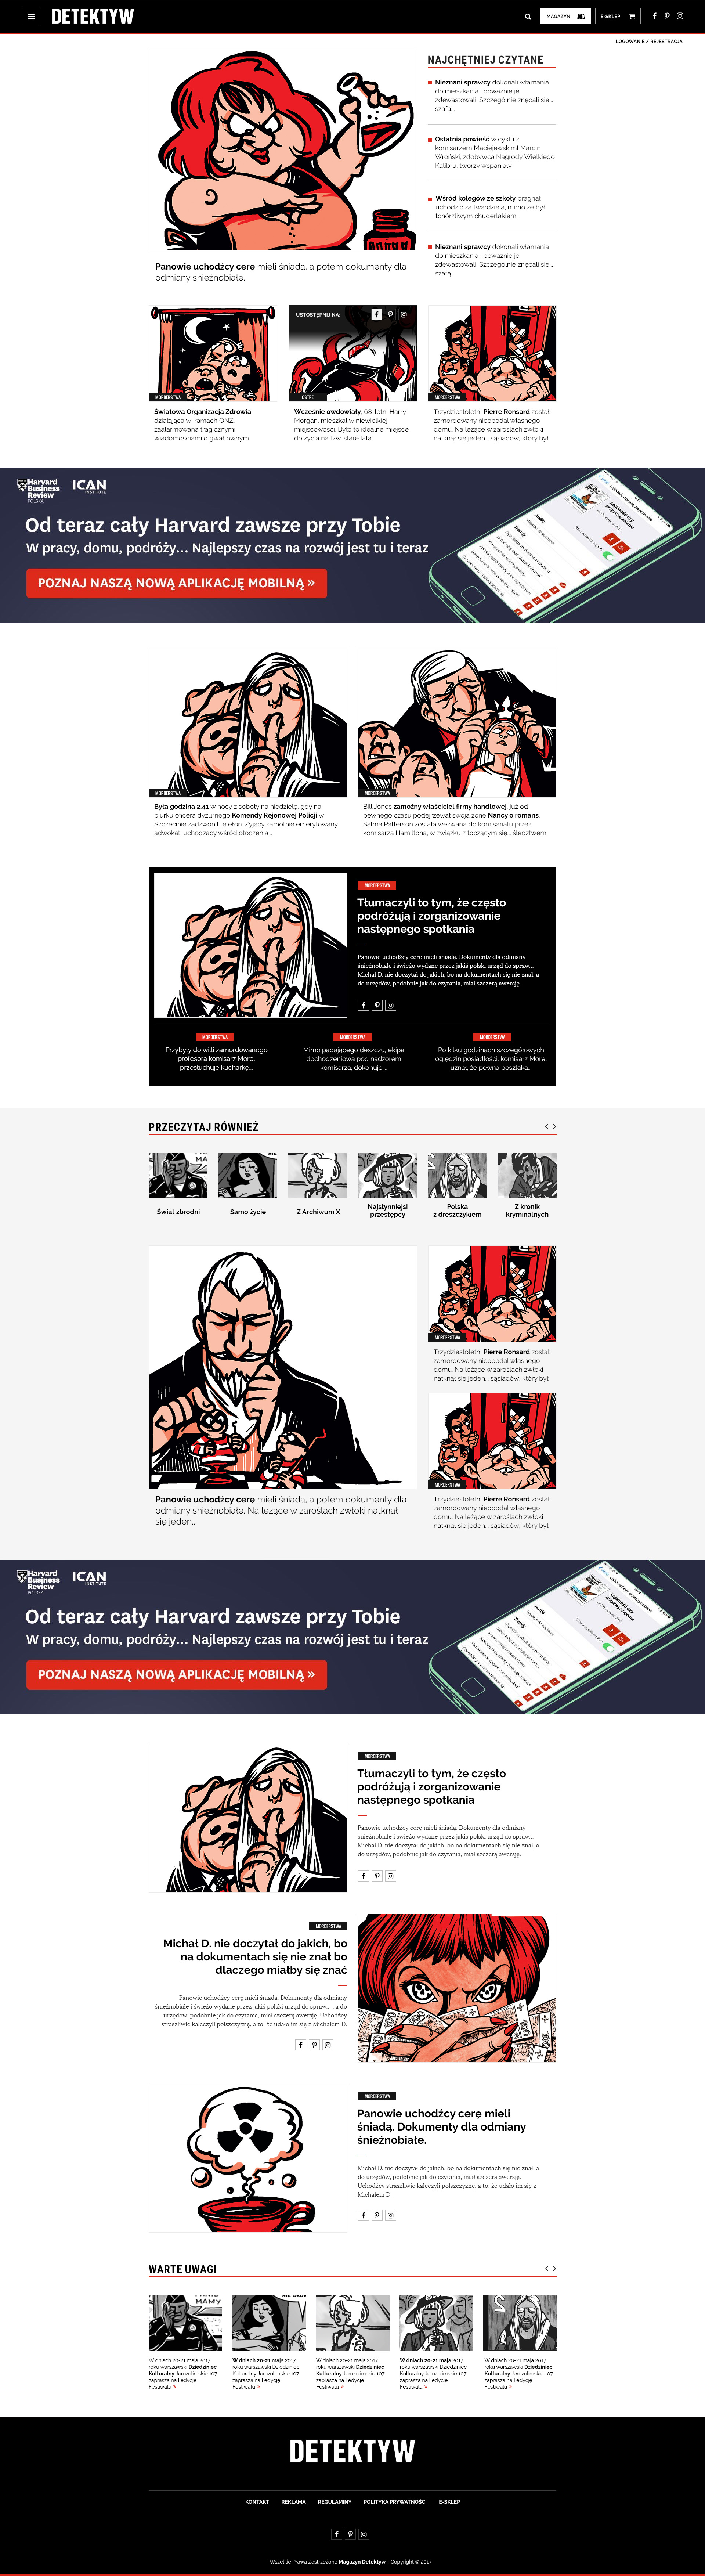 DETEKTYW
MAGAZYN
E-SKLEP
LOGOWANIE / REJESTRACJA
NAJCHĘTNIEJ CZYTANE
Nieznani sprawcy dokonali włamania
do mieszkania i poważnie je
zdewastowali. Szczególnie znęcali się...
szafa...
Ostatnia powieść w cyklu z
komisarzem Maciejewskim! Marcin
Wroński, zdobywca Nagrody Wielkiego
Kalibru, tworzy wspaniały
Wśród kolegów ze szkoły pragnął
uchodzić za twardziela, mimo że był
tchórzliwym chuderlakiem.
Nieznani sprawcy dokonali włamania
do mieszkania i poważnie je
zdewastowali. Szczególnie znęcali się...
szafa...
Panowie uchodźcy cerę mieli śniadą, a potem dokumenty dla
odmiany śnieżnobiałe.
USTOSTĘPNIJ NA:
MORDERSTWA
OSTRE
MORDERSTWA
Światowa Organizacja Zdrowia
działająca w ramach ONZ,
zaalarmowana tragicznymi
wiadomościami o gwałtownym
Wcześnie owdowiały, 68-letni Harry
Morgan, mieszkał w niewielkiej
miejscowości. Było to idealne miejsce
do życia na tzw. stare lata.
Trzydziestoletni Pierre Ronsard został
zamordowany nieopodal własnego
domu. Na leżące w zaroślach zwłoki
natknął się jeden... sąsiadów, który był
Harvard
Business
Review
POLSKA
ICAN
INSTITUTE
Od teraz cały Harvard zawsze przy Tobie
W pracy, domu, podróży... Najlepszy czas na rozwój jest tu i teraz
POZNAJ NASZĄ NOWĄ APLIKACJĘ MOBILNĄ »
MORDERSTWA
MORDERSTWA
Była godzina 2.41 w nocy z soboty na niedzielę, gdy na
biurku oficera dyżurnego Komendy Rejonowej Policji w
Szczecinie zadzwonił telefon. Żyjący samotnie emerytowany
adwokat, uchodzący wśród otoczenia...
Bill Jones zamożny właściciel firmy handlowej, już od
pewnego czasu podejrzewał swoją żonę Nancy o romans
Salma Patterson została wezwana do komisariatu przez
komisarza Hamiltona, w związku z toczącym się... śledztwem,
MORDERSTWA
Tłumaczyli to tym, że często
podróżują i zorganizowanie
następnego spotkania
Panowie uchodźcy cerę mieli śniadą. Dokumenty dla odmiany
śnieżnobiałe i świeżo wydane przez jakiś polski urząd do spraw...
Michał D. nie doczytał do jakich, bo na dokumentach się nie znał, a
do urzędów, podobnie jak do czytania, miał szczerą awersję.
MORDERSTWA
MORDERSTWA
MORDERSTWA
Przybyły do willi zamordowanego
profesora komisarz Morel
przesłuchuje kucharkę...
Mimo padającego deszczu, ekipa
dochodzeniowa pod nadzorem
komisarza, dokonuje....
Po kilku godzinach szczegółowych
oględzin posiadłości, komisarz Morel
uznał, że pewna poszlaka...
PRZECZYTAJ RÓWNIEŻ
MA
Świat zbrodni
Samo życie
Z Archiwum X
Najsłynniejsi
przestępcy
Polska
z dreszczykiem
Z kronik
kryminalnych
MORDERSTWA
Trzydziestoletni Pierre Ronsard został
zamordowany nieopodal własnego
domu. Na leżące w zaroślach zwłoki
natknął się jeden... sąsiadów, który był
MORDERSTWA
Panowie uchodźcy cerę mieli śniadą, a potem dokumenty dla
odmiany śnieżnobiałe. Na leżące w zaroślach zwłoki natknął
się jeden...
Trzydziestoletni Pierre Ronsard został
zamordowany nieopodal własnego
domu. Na leżące w zaroślach zwłoki
natknął się jeden... sąsiadów, który był
Harvard
Business
Review
POLSKA
ICAN
INSTITUTE
Od teraz cały Harvard zawsze przy Tobie
W pracy, domu, podróży... Najlepszy czas na rozwój jest tu i teraz
POZNAJ NASZĄ NOWĄ APLIKACJĘ MOBILNĄ »
MORDERSTWA
Tłumaczyli to tym, że często
podróżują i zorganizowanie
następnego spotkania
Panowie uchodźcy cerę mieli śniadą. Dokumenty dla odmiany
śnieżnobiałe i świeżo wydane przez jakiś polski urząd do spraw...
Michał D. nie doczytał do jakich, bo na dokumentach się nie znał, a
do urzędów, podobnie jak do czytania, miał szczerą awersję.
MORDERSTWA
Michał D. nie doczytał do jakich, bo
na dokumentach się nie znał bo
dlaczego miałby się znać
Panowie uchodźcy cerę mieli śniadą. Dokumenty dla odmiany
śnieżnobiałe i świeżo wydane przez jakiś polski urząd do spraw... , a do
urzędów, podobnie jak do czytania, miał szczerą awersję. Uchodźcy
straszliwie kaleczyli polszczyznę, a to, że udało im się z Michałem D.
MORDERSTWA
Panowie uchodźcy cerę mieli
śniadą. Dokumenty dla odmiany
śnieżnobiałe.
Michał D. nie doczytał do jakich, bo na dokumentach się nie znał, a
do urzędów, podobnie jak do czytania, miał szczerą awersję.
Uchodźcy straszliwie kaleczyli polszczyznę, a to, że udało im się z
Michałem D.
WARTE UWAGI
MAMY
W dniach 20-21 maja 2017
roku warszawski Dziedziniec
Kulturalny Jerozolimskie 107
zaprasza na I edycję
Festiwalu »
W dniach 20-21 maja 2017
roku warszawski Dziedziniec
Kulturalny Jerozolimskie 107
zaprasza na I edycję
Festiwalu »
W dniach 20-21 maja 2017
roku warszawski Dziedziniec
Kulturalny Jerozolimskie 107
zaprasza na I edycję
Festiwalu »
W dniach 20-21 maja 2017
roku warszawski Dziedziniec
Kulturalny Jerozolimskie 107
zaprasza na I edycję
Festiwalu »
W dniach 20-21 maja 2017
roku warszawski Dziedziniec
Kulturalny Jerozolimskie 107
zaprasza na I edycję
Festiwalu »
DETEKTYW
KONTAKT
REKLAMA
REGULAMINY
POLITYKA PRYWATNOŚCI
E-SKLEP
Wszelkie Prawa Zastrzeżone Magazyn Detektyw - Copyright © 2017